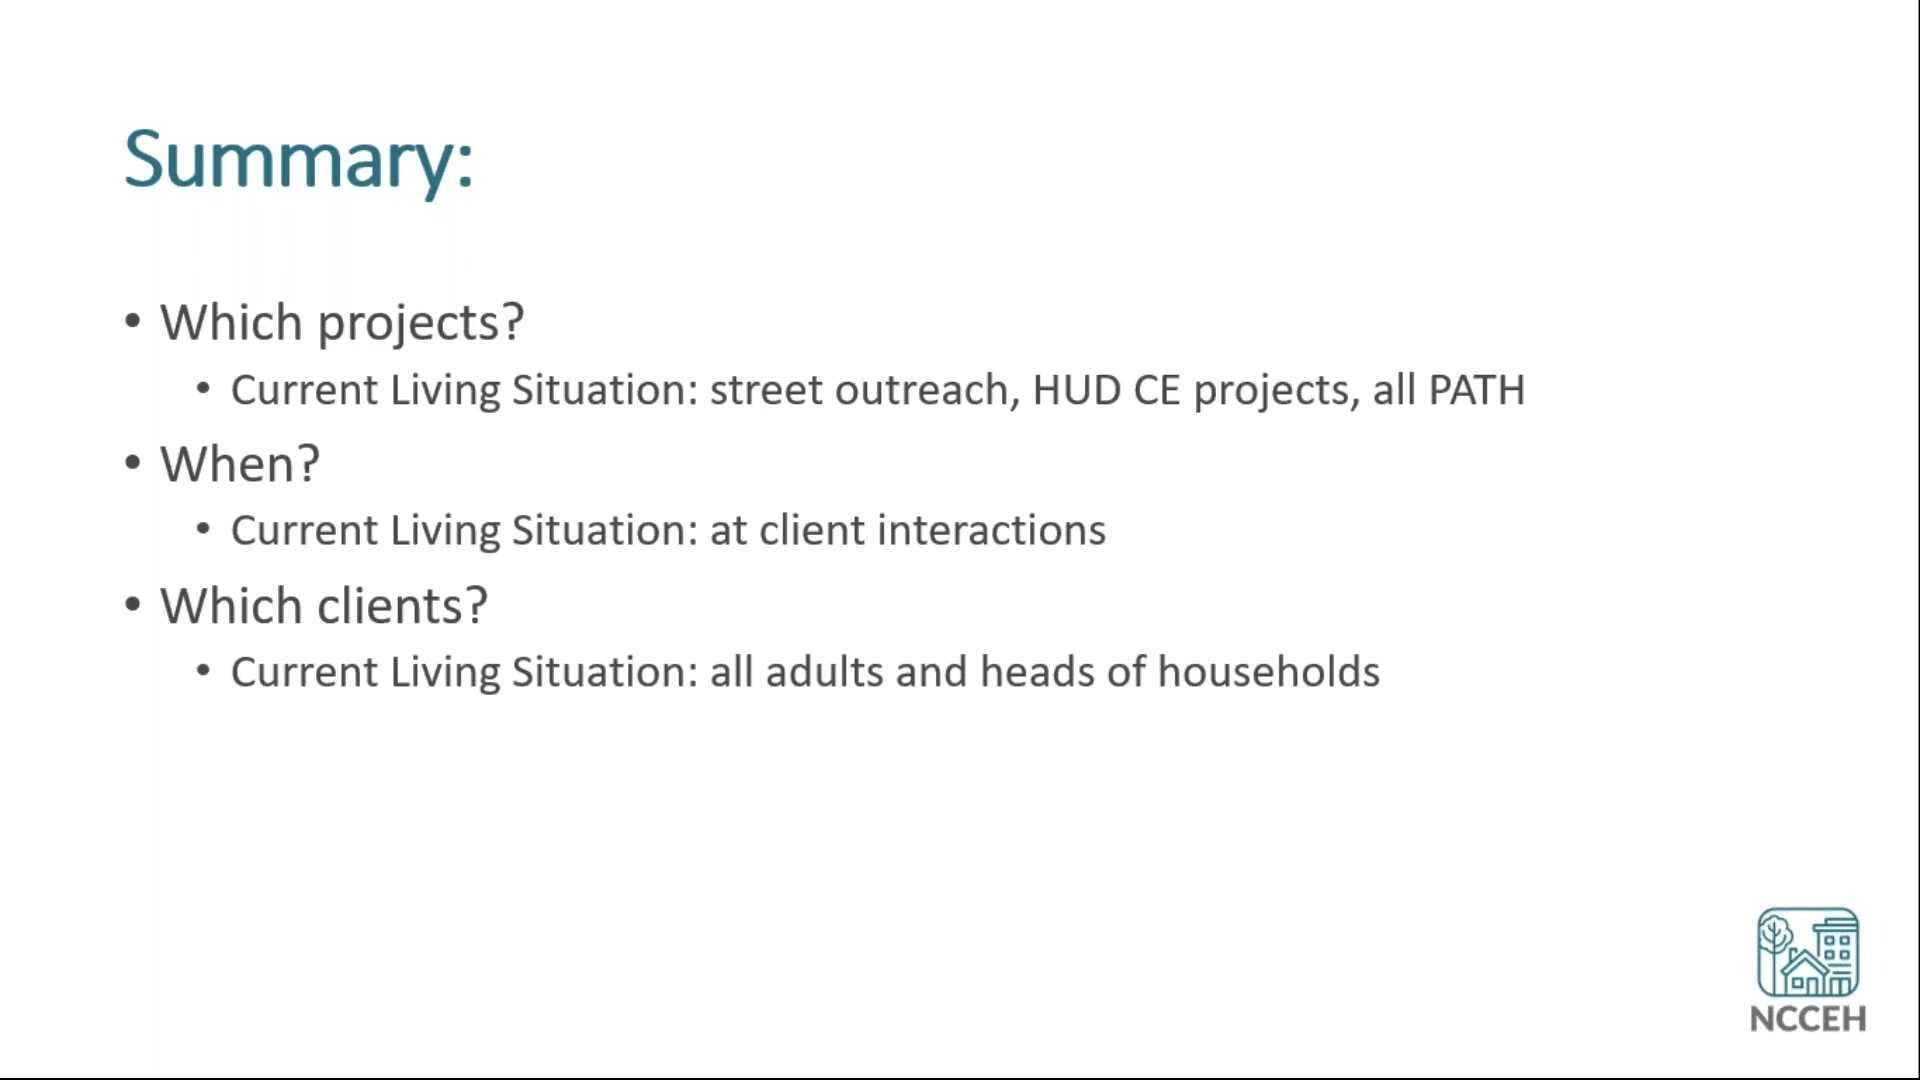 Summary:
• Which projects?
• Current Living Situation: street outreach, HUD CE projects, all PATH
• When?
• Current Living Situation: at client interactions
• Which clients?
• Current Living Situation: all adults and heads of households
NCCEH